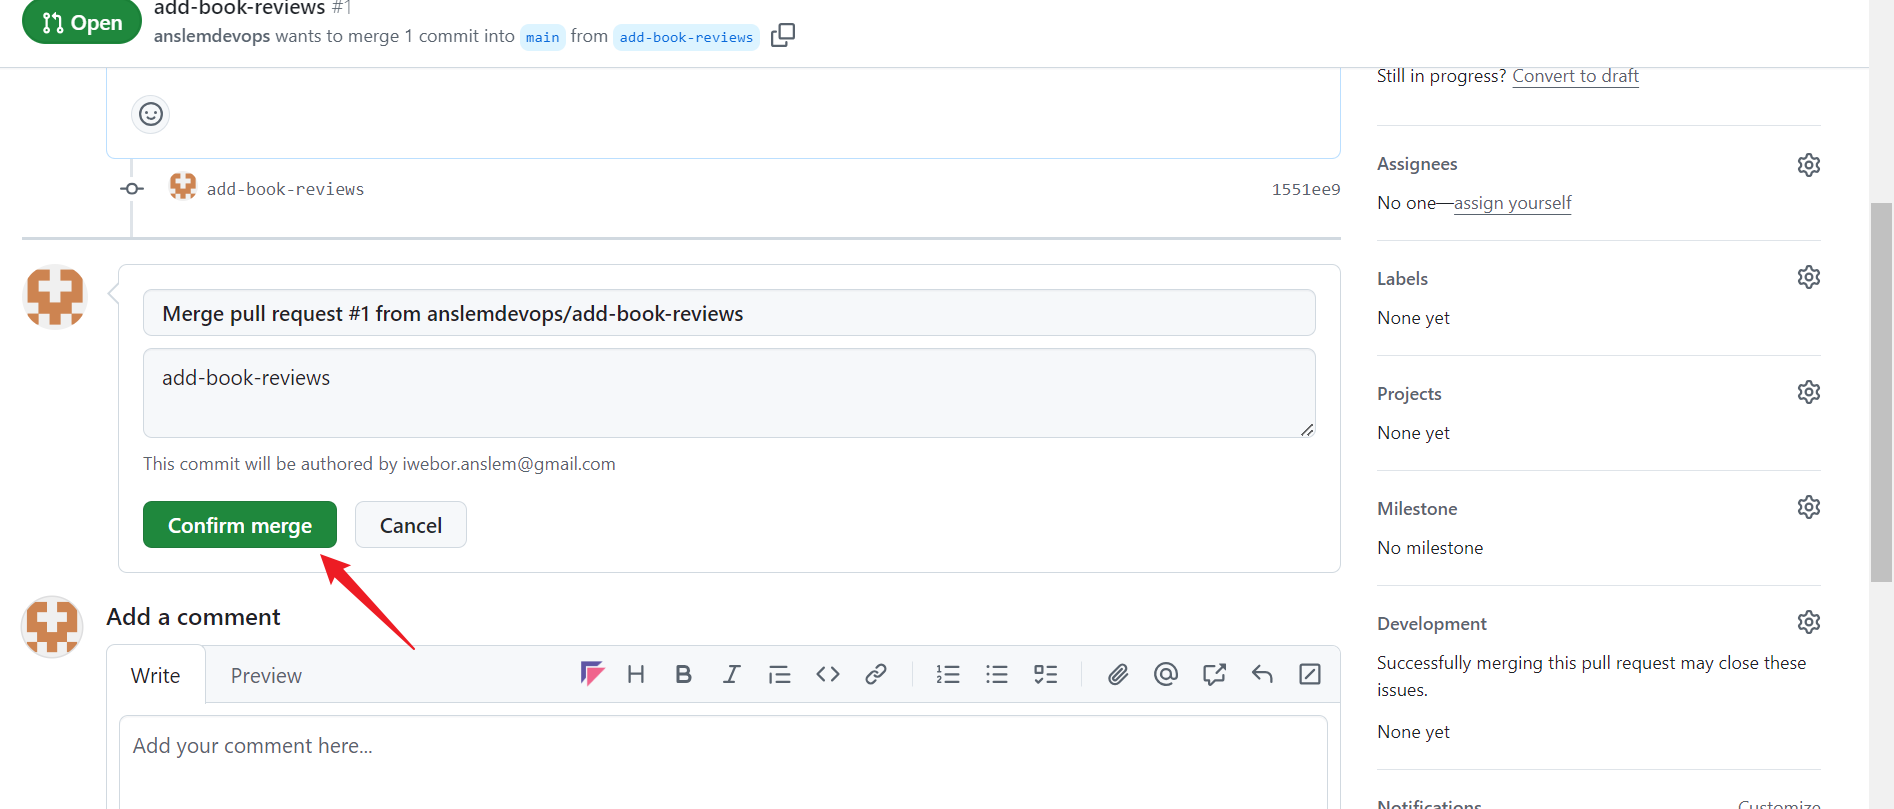 add-book-reviews #1
Open
anslemdevops wants to merge 1 commit into main from add-book-reviews
Still in progress? Convert to draft
add-book-reviews
1551ee9
Assignees
No one—assign yourself
Merge pull request #1 from anslemdevops/add-book-reviews
Labels
None yet
add-book-reviews
This commit will be authored by iwebor.anslem@gmail.com
Projects
None yet
Confirm merge
Cancel
Milestone
No milestone
Add a comment
Development
Successfully merging this pull request may close these
issues.
None yet
Write
Preview
Add your comment here...
Notifications
Customize